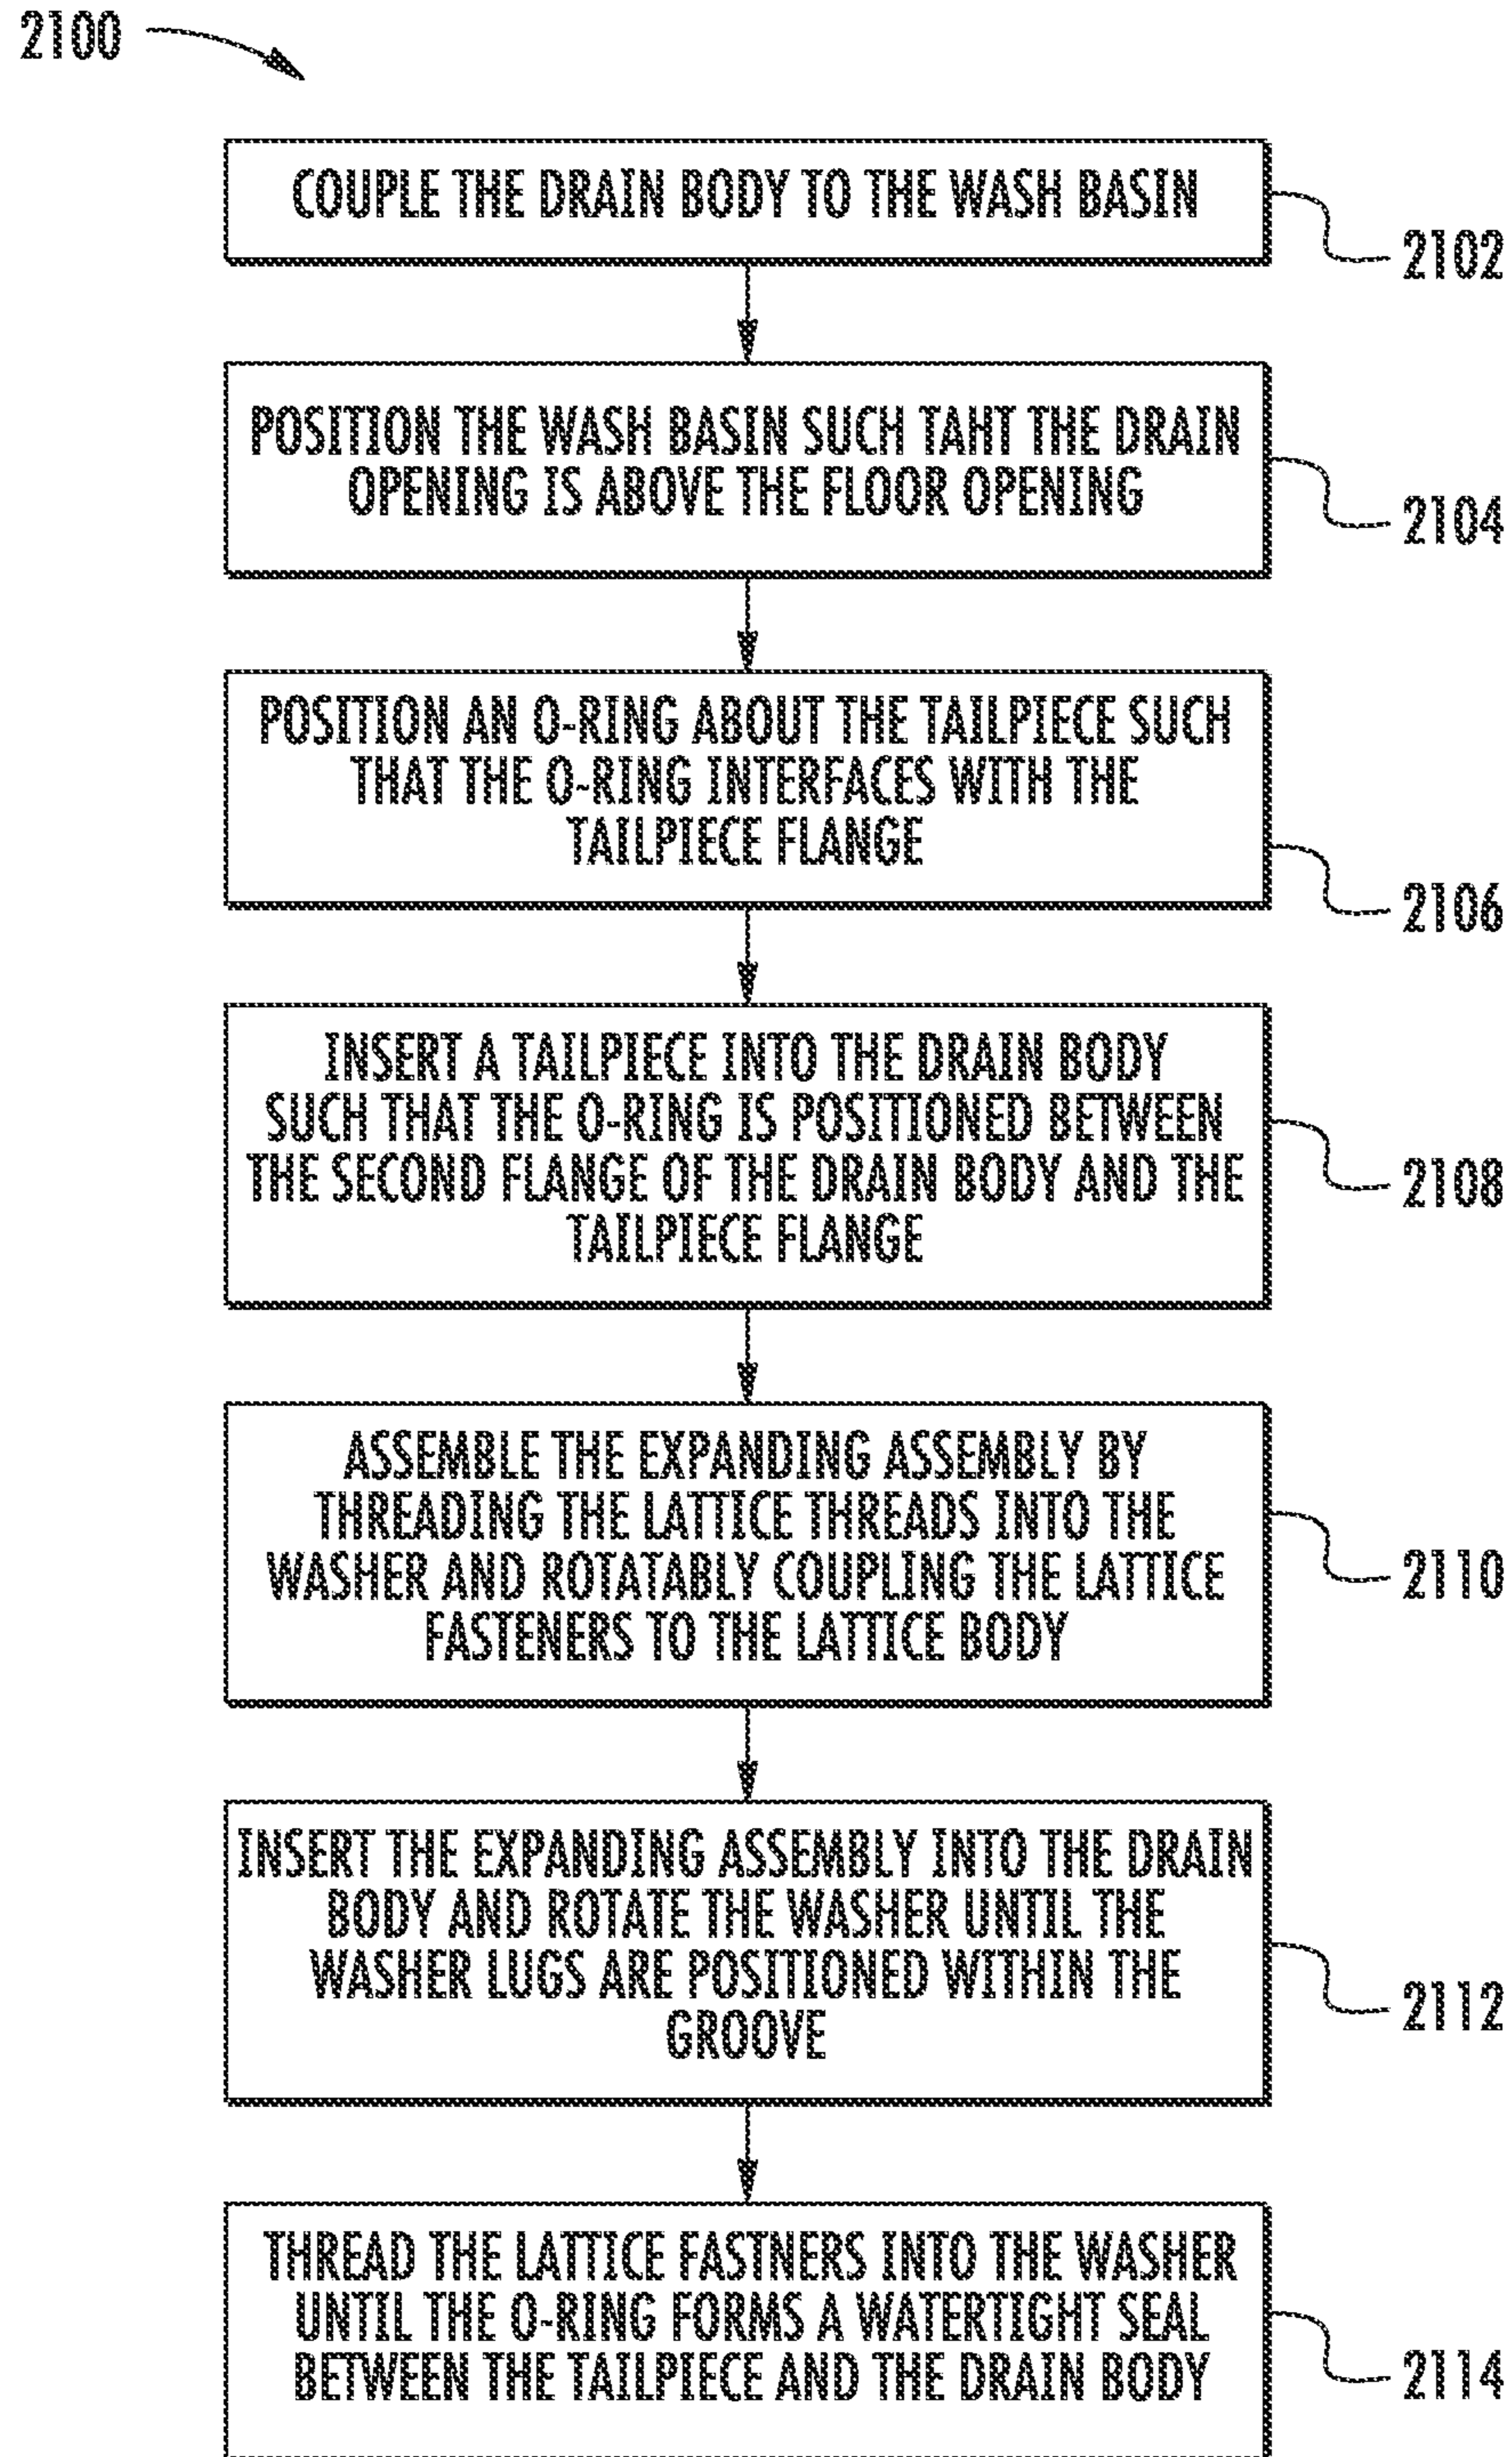 2100
COUPLE THE DRAIN BODY TO THE WASH BASIN
2102
POSITION THE WASH BASIN SUCH TAHT THE DRAIN
OPENING IS ABOVE THE FLOOR OPENING
2104
POSITION AN O-RING ABOUT THE TAILPIECE SUCH
THAT THE O-RING INTERFACES WITH THE
TAILPIECE FLANGE
2106
INSERT A TAILPIECE INTO THE DRAIN BODY
SUCH THAT THE O-RING IS POSITIONED BETWEEN
THE SECOND FLANGE OF THE DRAIN BODY AND THE
TAILPIECE FLANGE
2108
ASSEMBLE THE EXPANDING ASSEMBLY BY
THREADING THE LATTICE THREADS INTO THE
WASHER AND ROTATABLY COUPLING THE LATTICE
FASTENERS TO THE LATTICE BODY
2110
INSERT THE EXPANDING ASSEMBLY INTO THE DRAIN
BODY AND ROTATE THE WASHER UNTIL THE
WASHER LUGS ARE POSITIONED WITHIN THE
GROOVE
2112
THREAD THE LATTICE FASTNERS INTO THE WASHER
UNTIL THE O-RING FORMS A WATERTIGHT SEAL
BETWEEN THE TAILPIECE AND THE DRAIN BODY
2114